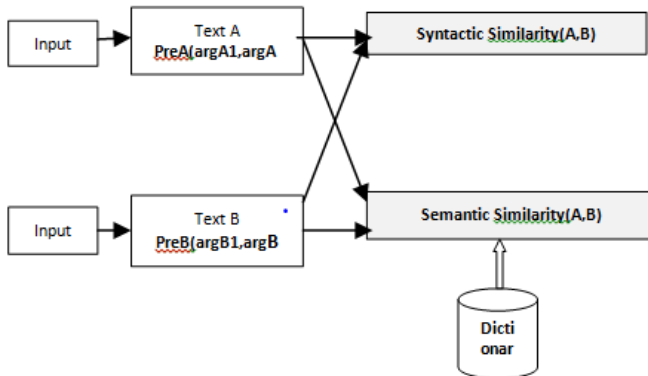 Input
Text A
PreA(argA1,argA
Syntactic Similarity(A,B)
Input
Text B
PreB(argB1,argB
Semantic Similarity(A,B)
Dicti
onar